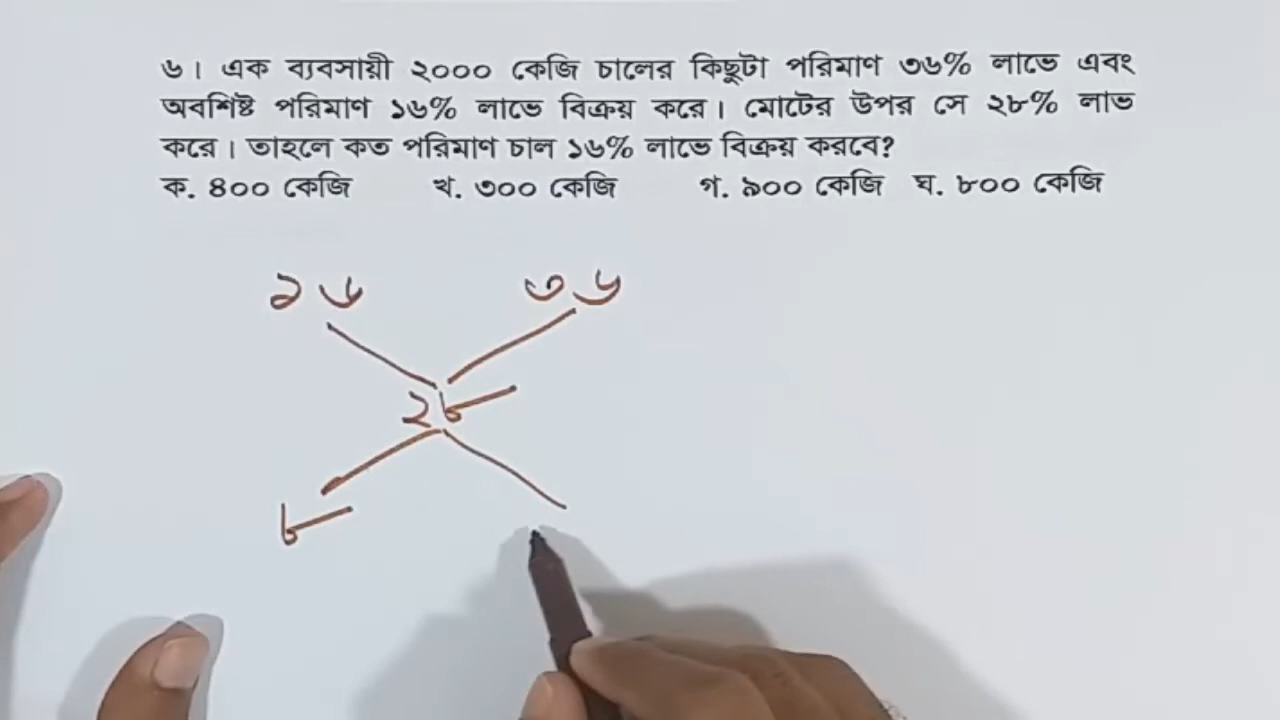 ৬। এক ব্যবসায়ী ২০০০ কেজি চালের কিছুটা পরিমাণ ৩৬% লাভে এবং
অবশিষ্ট পরিমাণ ১৬% লাভে বিক্রয় করে। মোটের উপর সে ২৮% লাভ
করে। তাহলে কত পরিমাণ চাল ১৬% লাভে বিক্রয় করবে?
ক. ৪০০ কেজি খ. ৩০০ কেজি গ. ৯০০ কেজি ঘ. ৮০০ কেজি
১৬ ৩৬
২৮
৮